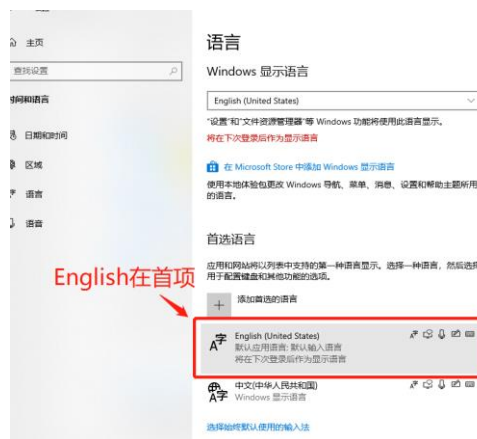 主页
查找设置
时间和语言
日期和时间
区域
语言
语音
语言
Windows 显示语言
English (United States)
"设置"和"文件资源管理器"等 Windows 功能将使用此语言显示。
将在下次登录后作为显示语言
在 Microsoft Store 中添加 Windows 显示语言
使用本地体验包更改 Windows 导航、菜单、消息、设置和帮助主题所用
的语言。
首选语言
应用和网站将以列表中支持的第一种语言显示。选择一种语言，然后选择
用于配置键盘和其他功能的选项。
English在首项
添加首选的语言
English (United States)
默认应用语言; 默认输入语言
将在下次登录后作为显示语言
中文(中华人民共和国)
Windows 显示语言
选择始终默认使用的输入法